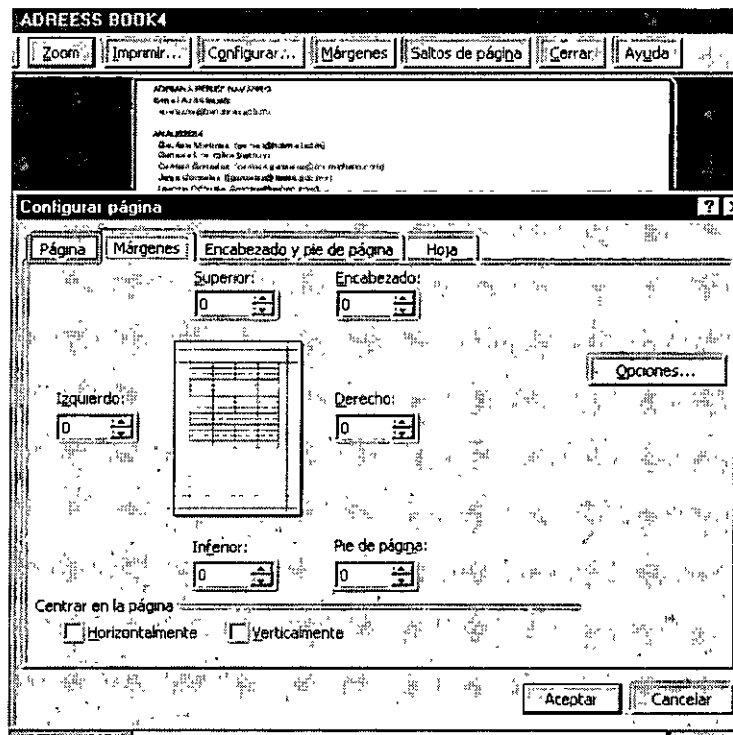 ADREESS BOOK4
Zoom Imprimir... Configurar... Márgenes Saltos de página Cerrar Ayuda
ANALISIS4
Configurar página
Página Márgenes Encabezado y pie de página Hoja
Superior: Encabezado:
0 0
Opciones...
Izquierdo: Derecho:
0 0
Inferior: Pie de página:
0 0
Centrar en la página
Horizontalmente Verticalmente
Aceptar Cancelar